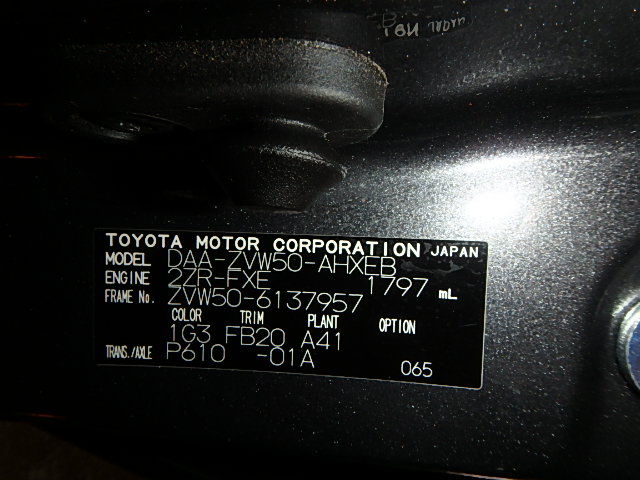 TOYOTA MOTOR CORPORATION JAPAN
MODEL DAA-ZVW50-AHXEB
ENGINE 2ZR-FXE 1797 mL
FRAME No. ZVW50-6137957
COLOR TRIM PLANT OPTION
1G3 FB20 A41
TRANS./AXLE P610 -01A 065